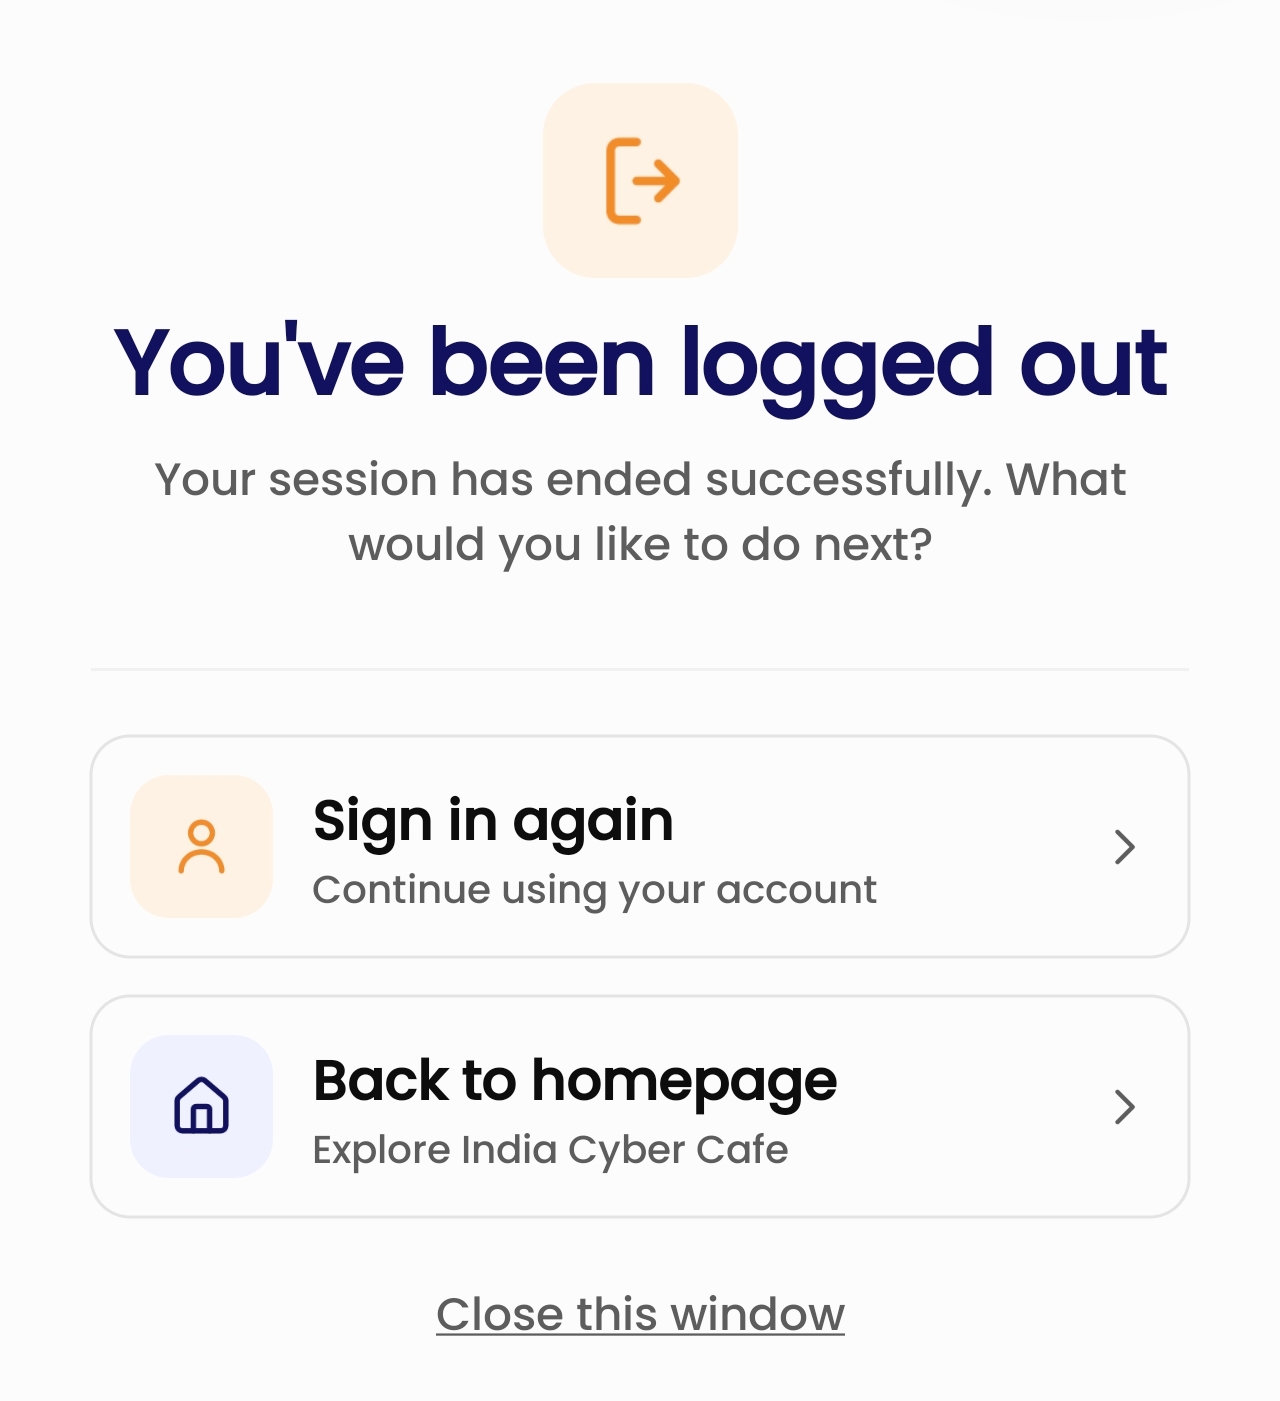 You've been logged out
Your session has ended successfully. What
would you like to do next?
Sign in again
Continue using your account
Back to homepage
Explore India Cyber Cafe
Close this window